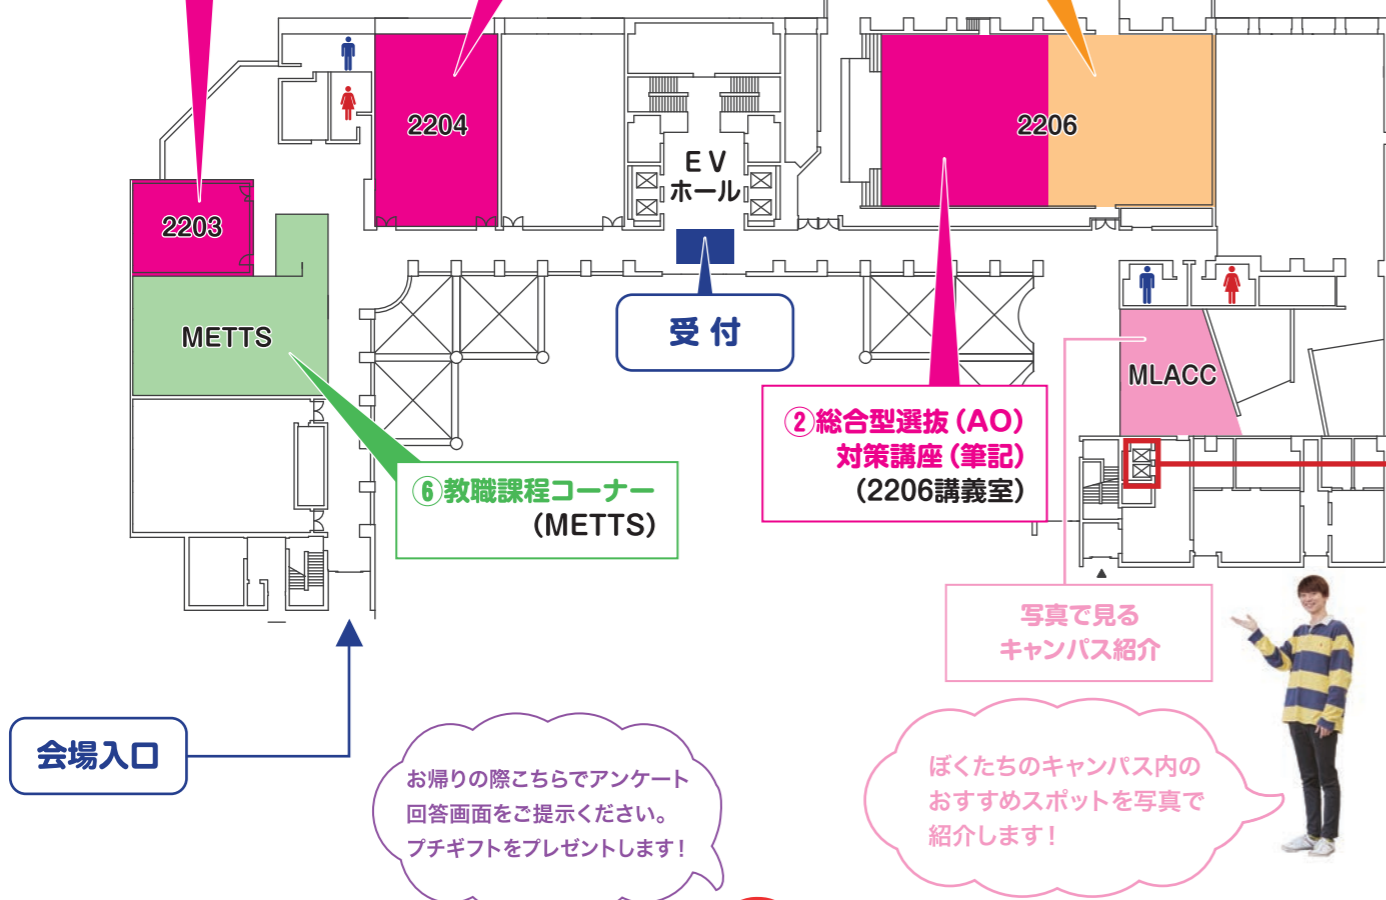 2204
2206
EV
ホール
2203
受付
METTS
MLACC
②総合型選抜（AO）
対策講座（筆記）
（2206講義室）
⑥教職課程コーナー
（METTS）
写真で見る
キャンパス紹介
会場入口
お帰りの際こちらでアンケート
回答画面をご提示ください。
プチギフトをプレゼントします！
ぼくたちのキャンパス内の
おすすめスポットを写真で
紹介します！